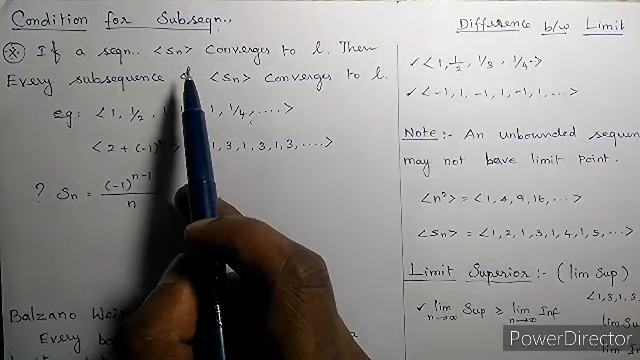 Condition for Subseqn..
※ If a seqn.. <Sn> Converges to l. Then
Every subsequence of <Sn> Converges to l.
eg: < 1, 1/2, 1, 1/4, ....>
< 2 + (-1)ⁿ 1, 3, 1, 3, 1, 3, ....>
? Sn = (-1)ⁿ⁻¹ / n
Balzano Wei
Every bo
Difference b/w Limit
✓ < 1, 1/2, 1/3, 1/4 ..>
✓ < -1, 1, -1, 1, -1, 1, ....>
Note :- An unbounded sequen
may not have limit point.
<n²> = < 1, 4, 9, 16, ...>
<Sn> = < 1, 2, 1, 3, 1, 4, 1, 5, ...>
Limit Superior :- (lim Sup)
<1, 3, 1, 3,
✓ lim n→∞ Sup ≥ lim n→∞ Inf
lim Su
lim In
PowerDirector